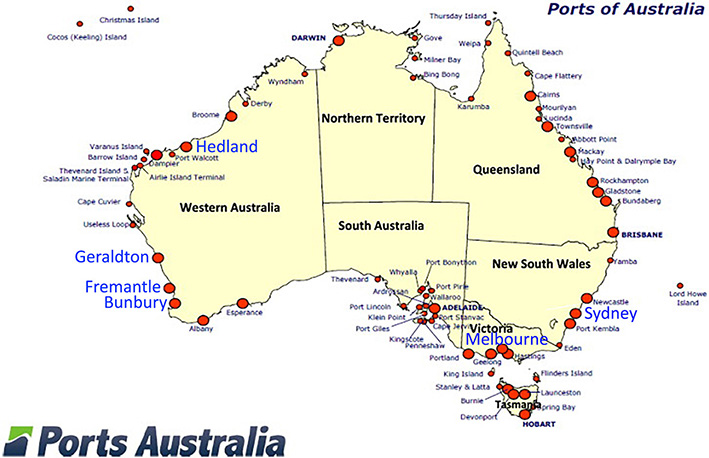 Christmas Island
Ports of Australia
Cocos (Keeling) Island
Thursday Island
DARWIN
Gove
Weipa
Quintell Beach
Milner Bay
Bing Bong
Cape Flattery
Wyndham
Cairns
Karumba
Derby
Mourilyan
Broome
Lucinda
Northern Territory
Townsville
Abbott Point
Varanus Island
Hedland
Mackay
Barrow Island
Port Walcott
Hay Point & Dalrymple Bay
Dampier
Thevenard Island &
Saladin Marine Terminal
Airlie Island Terminal
Queensland
Rockhampton
Gladstone
Bundaberg
Cape Cuvier
Western Australia
Useless Loop
South Australia
BRISBANE
Geraldton
Port Bonython
New South Wales
Yamba
Whyalla
Thevenard
Port Pirie
Fremantle
Ardrossan
Wallaroo
Lord Howe
Island
Bunbury
Esperance
Port Lincoln
ADELAIDE
Newcastle
Klein Point
Port Stanvac
Sydney
Albany
Port Giles
Cape Jervis
Victoria
Port Kembla
Kingscote
Penneshaw
Melbourne
Eden
Portland
Geelong
Hastings
King Island
Flinders Island
Stanley & Latta
Launceston
Burnie
Tasmania
Spring Bay
Devonport
HOBART
Ports Australia